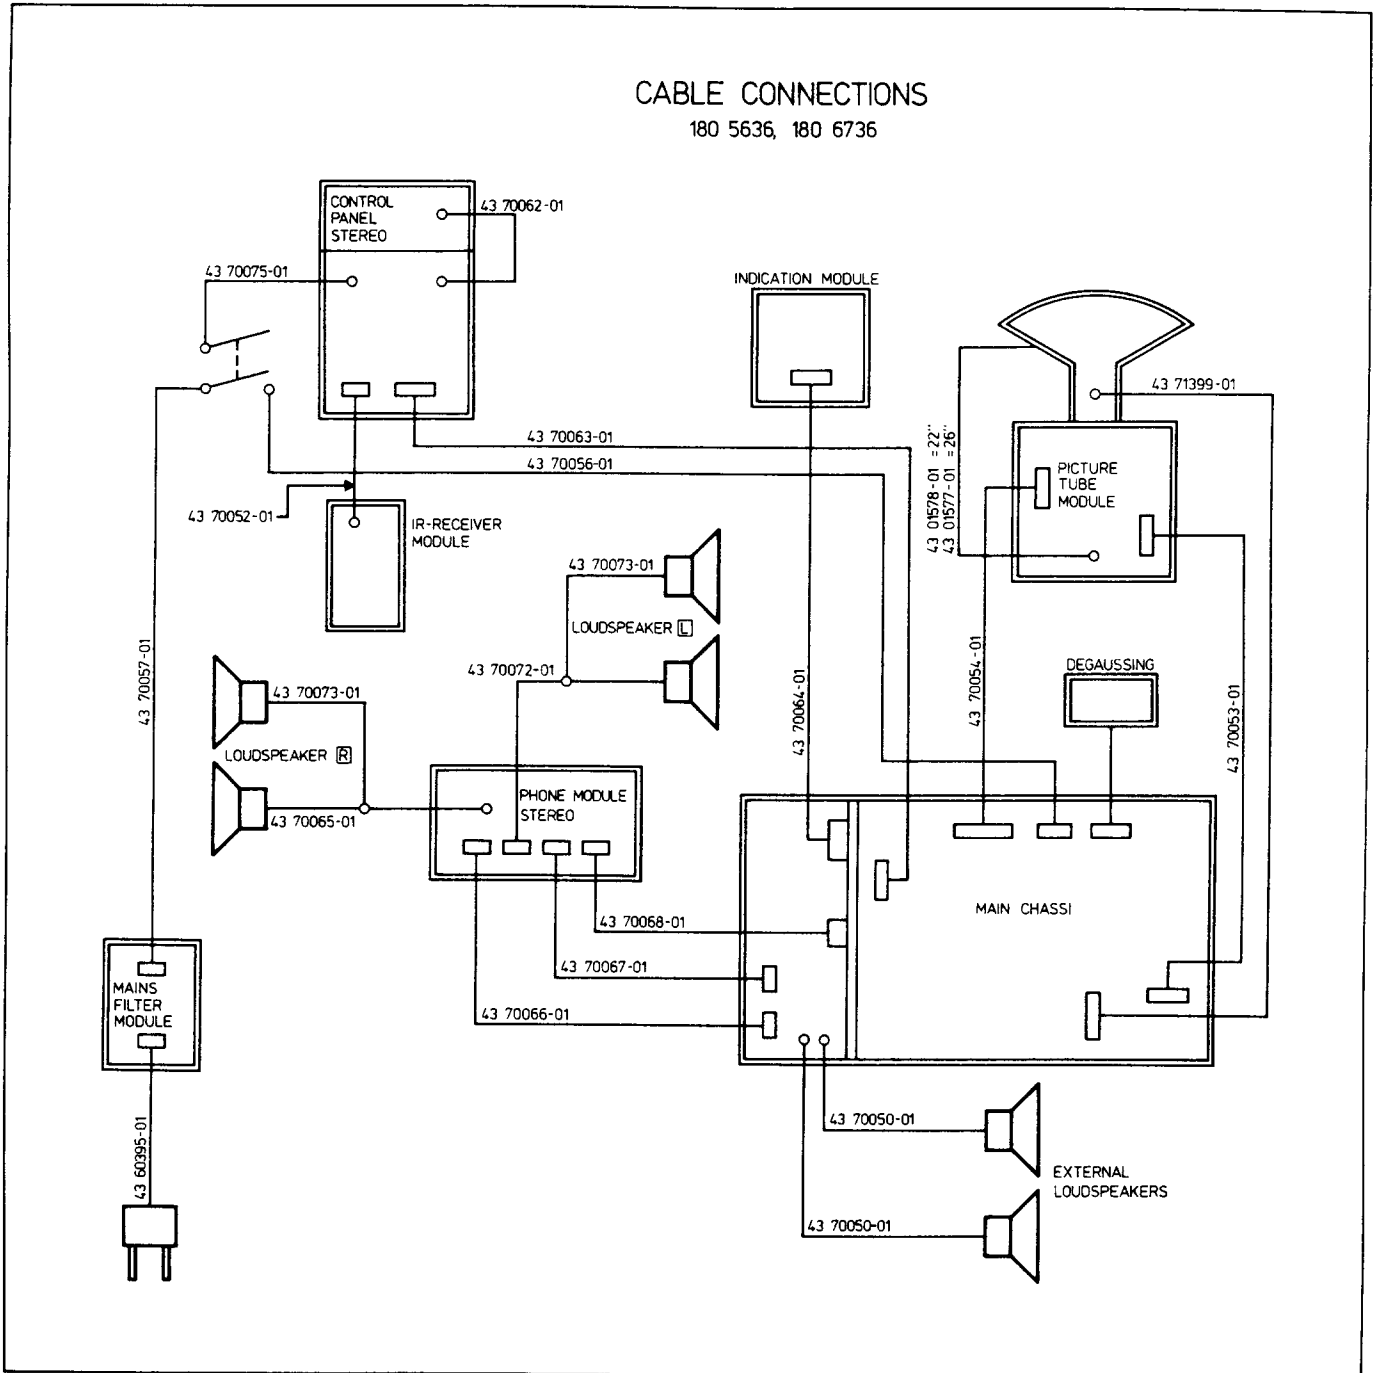 CABLE CONNECTIONS
180 5636, 180 6736
CONTROL
PANEL
STEREO
43 70062-01
43 70075-01
INDICATION MODULE
43 71399-01
43 70063-01
43 70056-01
43 01578-01 =22"
43 01577-01 =26"
PICTURE
TUBE
MODULE
43 70052-01
IR-RECEIVER
MODULE
43 70073-01
LOUDSPEAKER L
43 70072-01
43 70057-01
43 70073-01
LOUDSPEAKER R
43 70065-01
43 70064-01
43 70054-01
DEGAUSSING
43 70053-01
PHONE MODULE
STEREO
MAIN CHASSI
43 70068-01
43 70067-01
43 70066-01
MAINS
FILTER
MODULE
43 60395-01
43 70050-01
EXTERNAL
LOUDSPEAKERS
43 70050-01